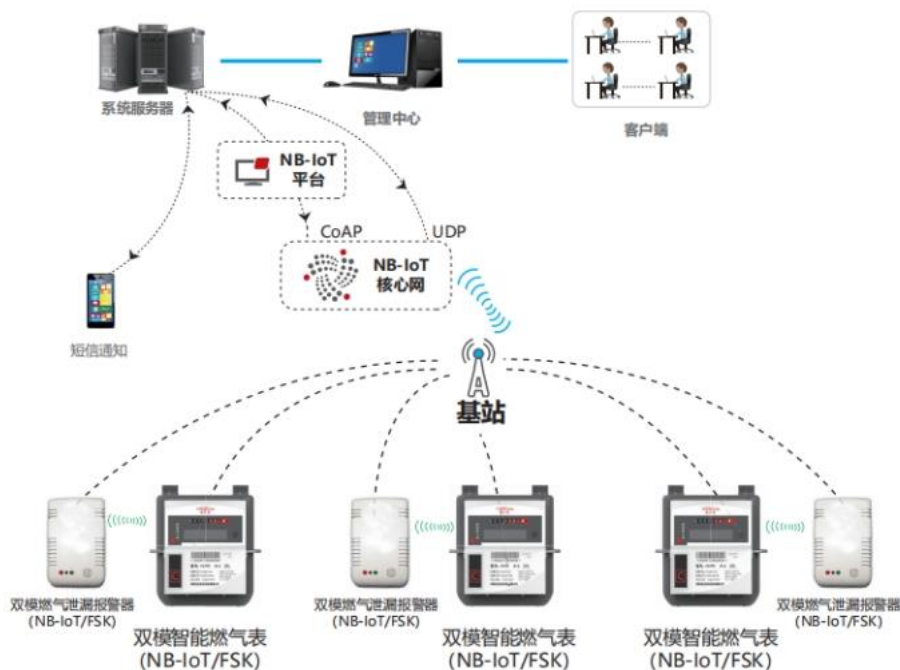 系统服务器
管理中心
客户端
NB-IoT
平台
CoAP
UDP
NB-IoT
核心网
短信通知
基站
双模燃气泄漏报警器
(NB-IoT/FSK)
双模智能燃气表
(NB-IoT/FSK)
双模燃气泄漏报警器
(NB-IoT/FSK)
双模智能燃气表
(NB-IoT/FSK)
双模智能燃气表
(NB-IoT/FSK)
双模燃气泄漏报警器
(NB-IoT/FSK)